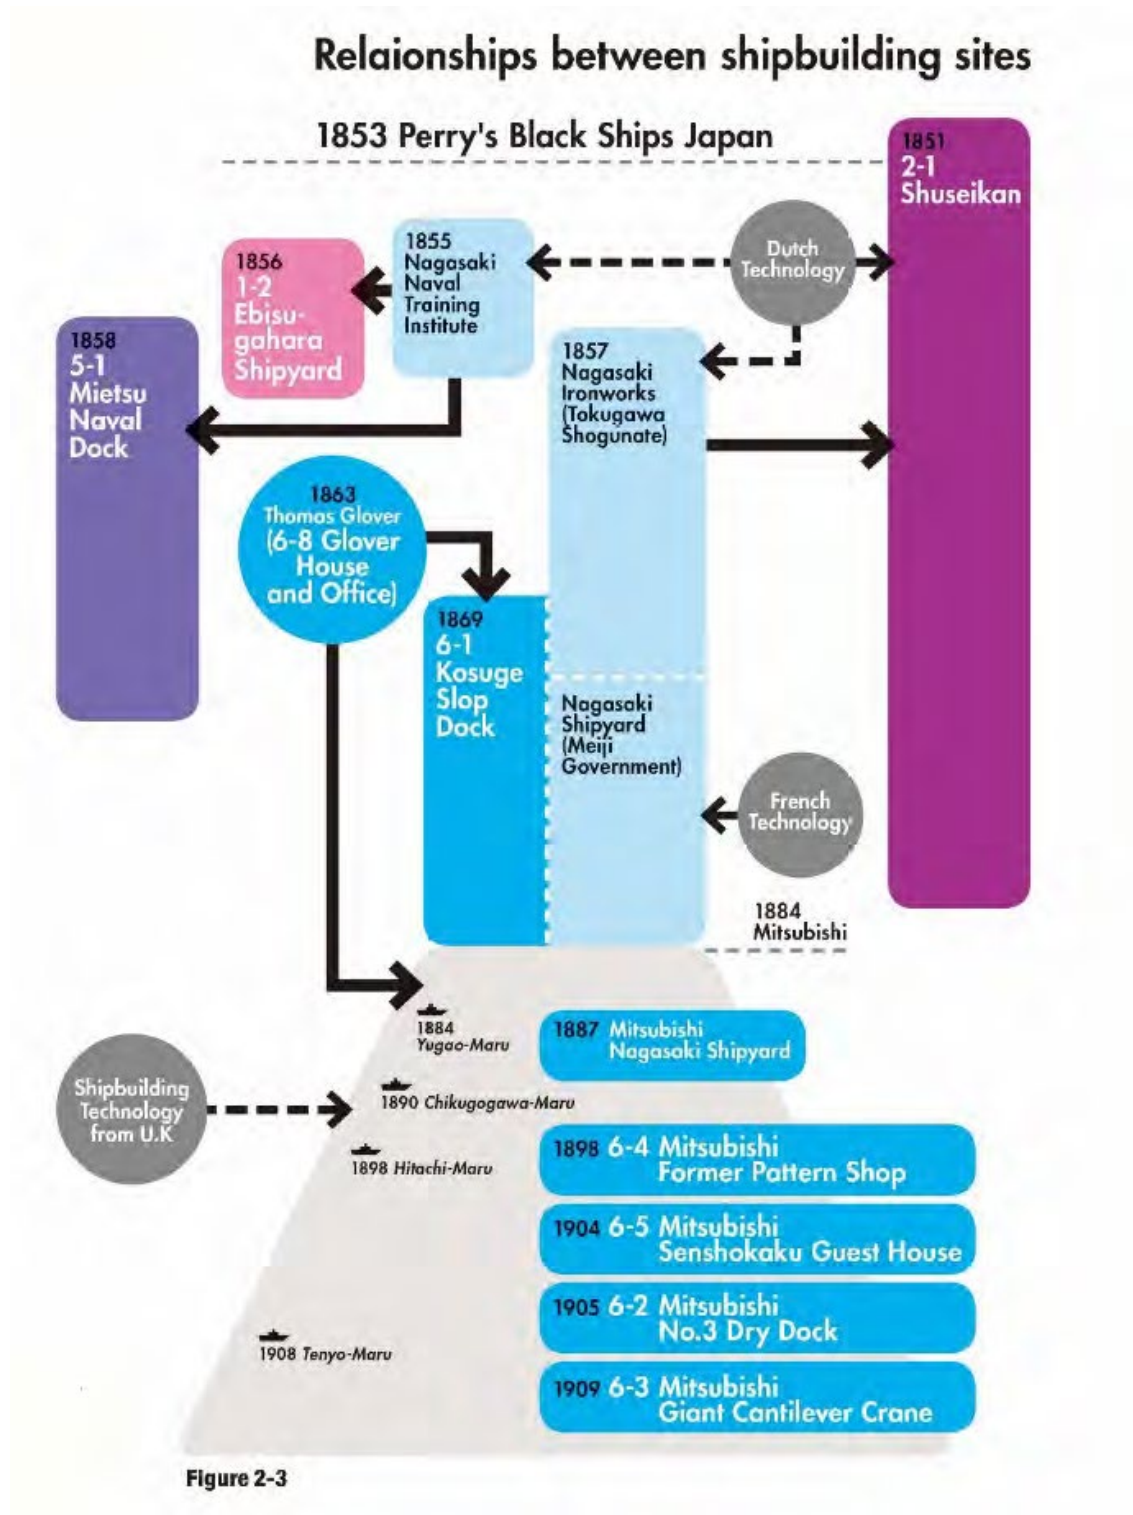 Relaionships between shipbuilding sites
1853 Perry's Black Ships Japan
1851
2-1
Shuseikan
Dutch
Technology
1855
Nagasaki
Naval
Training
Institute
1856
1-2
Ebisu-
gahara
Shipyard
1858
5-1
Mietsu
Naval
Dock
1857
Nagasaki
Ironworks
(Tokugawa
Shogunate)
1863
Thomas Glover
(6-8 Glover
House
and Office)
1869
6-1
Kosuge
Slop
Dock
Nagasaki
Shipyard
(Meiji
Government)
French
Technology
1884
Mitsubishi
1884
Yugao-Maru
1887 Mitsubishi
Nagasaki Shipyard
Shipbuilding
Technology
from U.K
1890 Chikugogawa-Maru
1898 Hitachi-Maru
1898 6-4 Mitsubishi
Former Pattern Shop
1904 6-5 Mitsubishi
Senshokaku Guest House
1905 6-2 Mitsubishi
No.3 Dry Dock
1908 Tenyo-Maru
1909 6-3 Mitsubishi
Giant Cantilever Crane
Figure 2-3